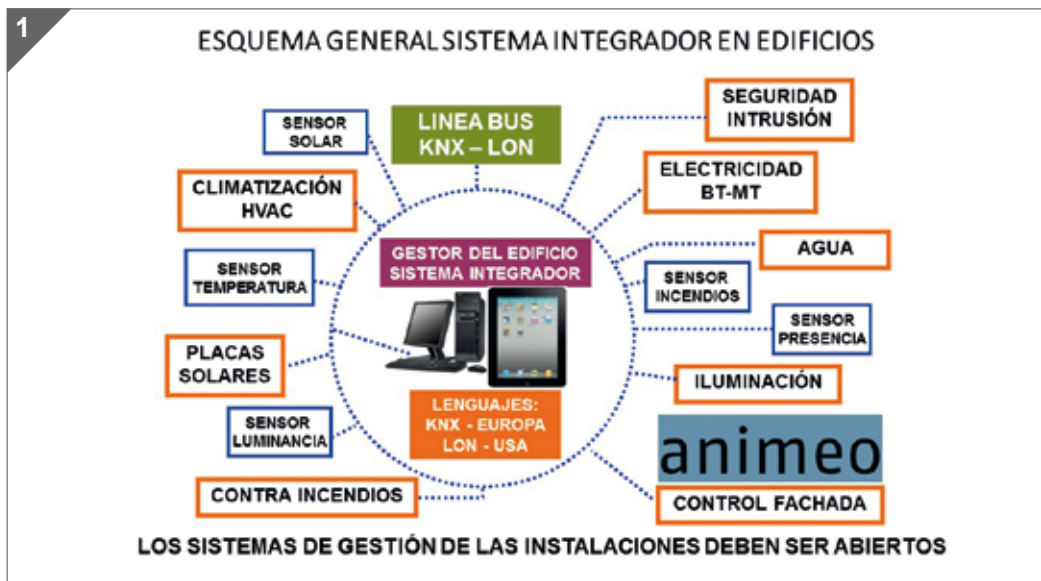 1
ESQUEMA GENERAL SISTEMA INTEGRADOR EN EDIFICIOS
SENSOR
SOLAR
LINEA BUS
KNX – LON
SEGURIDAD
INTRUSIÓN
CLIMATIZACIÓN
HVAC
ELECTRICIDAD
BT-MT
GESTOR DEL EDIFICIO
SISTEMA INTEGRADOR
AGUA
SENSOR
TEMPERATURA
SENSOR
INCENDIOS
SENSOR
PRESENCIA
PLACAS
SOLARES
ILUMINACIÓN
LENGUAJES:
KNX - EUROPA
LON - USA
SENSOR
LUMINANCIA
animeo
CONTRA INCENDIOS
CONTROL FACHADA
LOS SISTEMAS DE GESTIÓN DE LAS INSTALACIONES DEBEN SER ABIERTOS